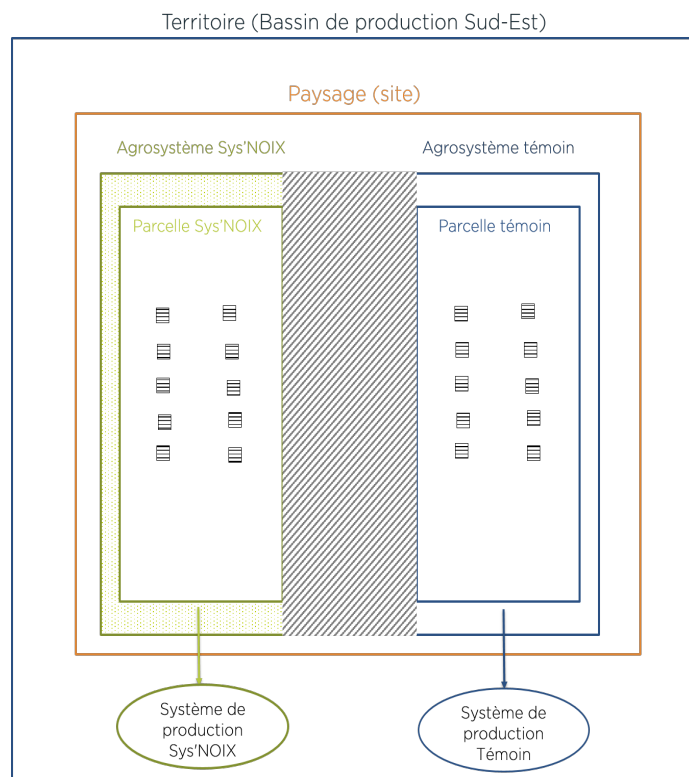 Territoire (Bassin de production Sud-Est)
Paysage (site)
Agrosystème Sys'NOIX
Agrosystème témoin
Parcelle Sys'NOIX
Parcelle témoin
Système de
production
Sys'NOIX
Système de
production
Témoin